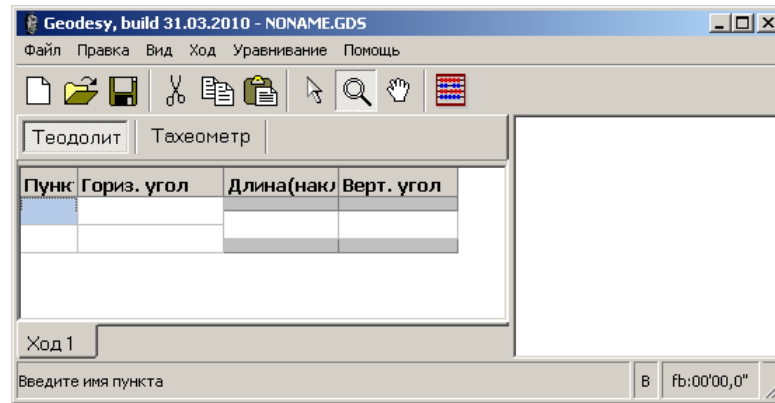 Geodesy, build 31.03.2010 - NONAME.GDS
Файл Правка Вид Ход Уравнивание Помощь
Теодолит Тахеометр
Пункт Гориз. угол Длина(накл Верт. угол
Ход 1
Введите имя пункта B fb:00'00,0"